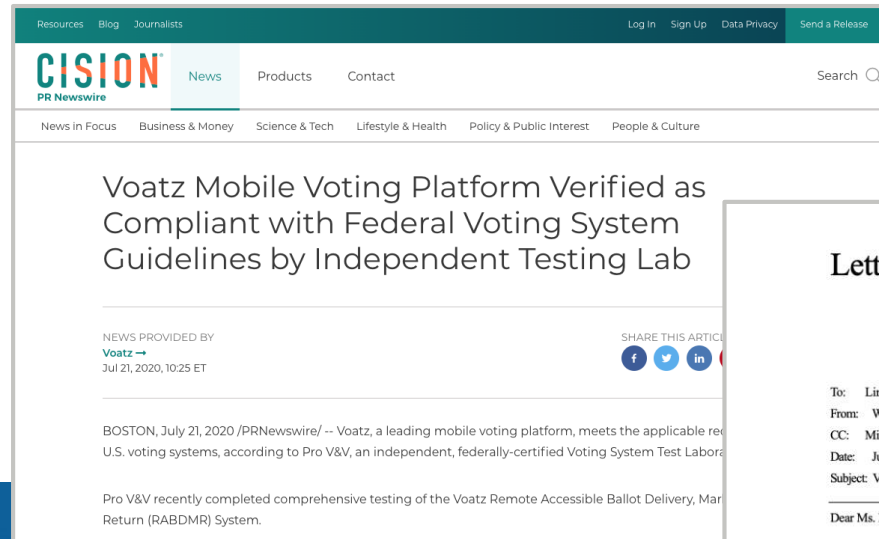 Resources Blog Journalists Log In Sign Up Data Privacy Send a Release
CISION
PR Newswire
News Products Contact Search
News in Focus Business & Money Science & Tech Lifestyle & Health Policy & Public Interest People & Culture
Voatz Mobile Voting Platform Verified as
Compliant with Federal Voting System
Guidelines by Independent Testing Lab
NEWS PROVIDED BY
Voatz →
Jul 21, 2020, 10:25 ET
SHARE THIS
BOSTON, July 21, 2020 /PRNewswire/ -- Voatz, a leading mobile voting platform, meets the applicable
U.S. voting systems, according to Pro V&V, an independent, federally-certified Voting System Test
Pro V&V recently completed comprehensive testing of the Voatz Remote Accessible Ballot Delivery,
Return (RABDMR) System.
To:
From:
CC:
Date:
Subject:
Dear Ms.